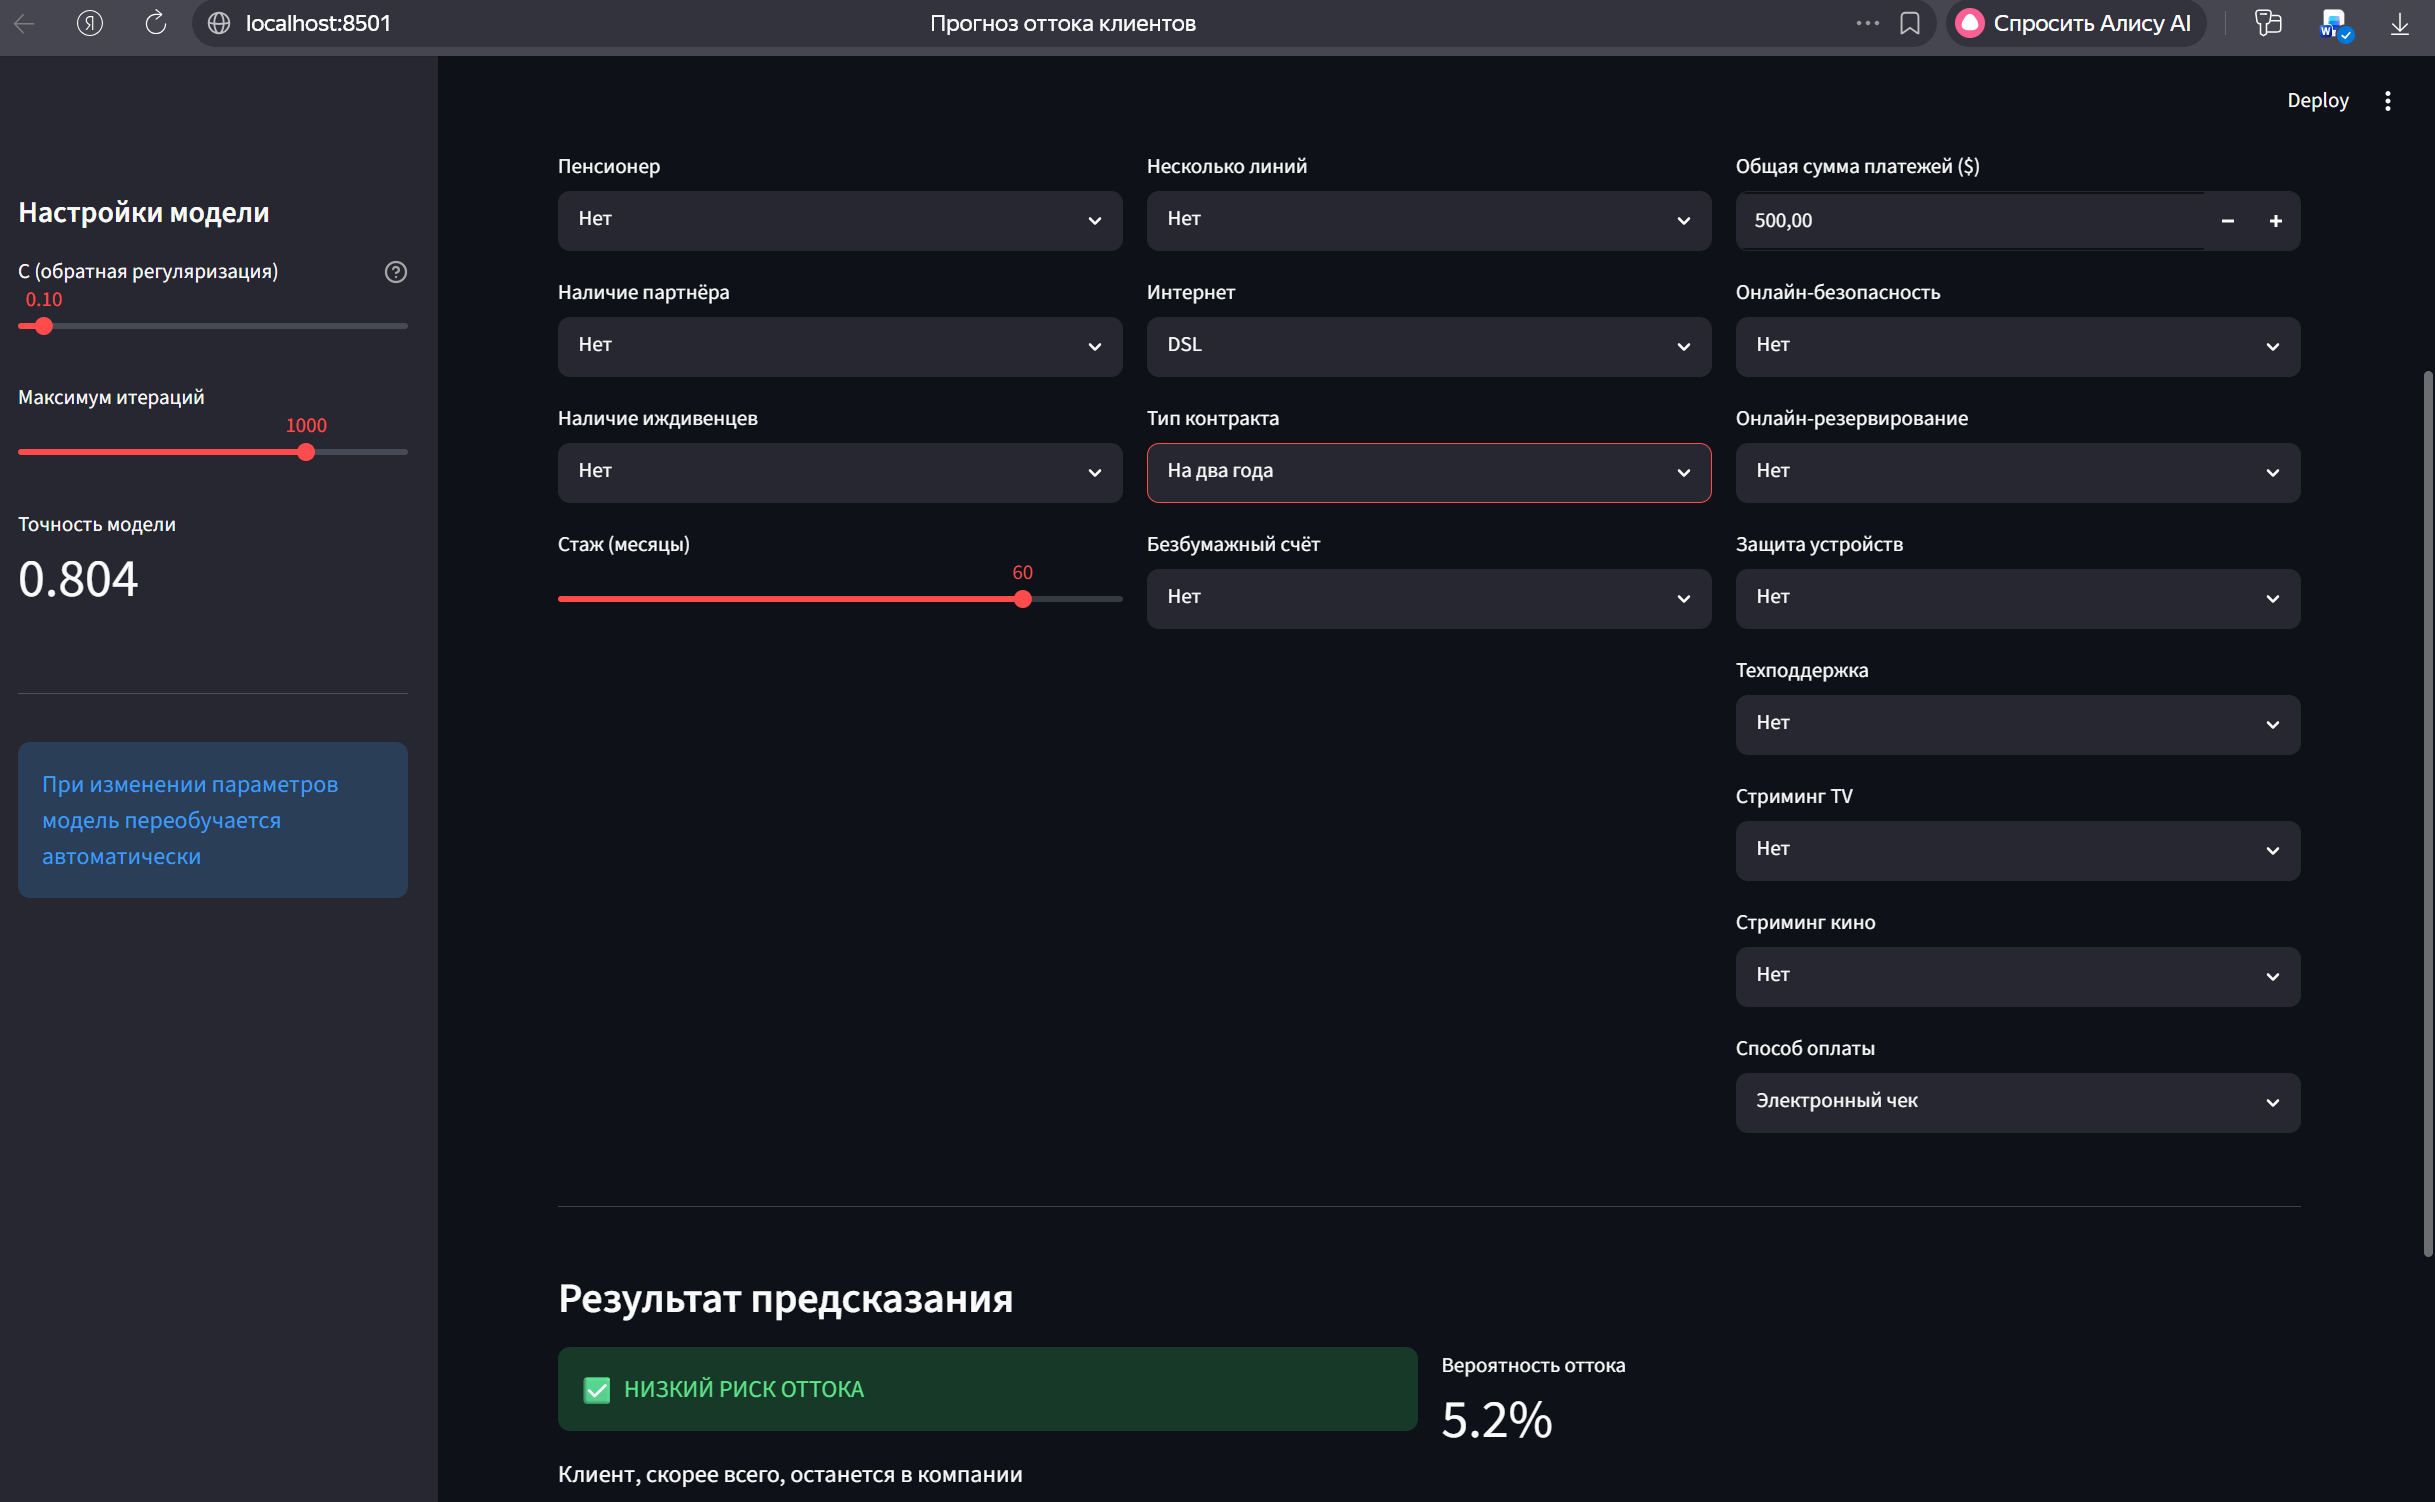 localhost:8501
Прогноз оттока клиентов
Спросить Алису AI
Deploy
Настройки модели
C (обратная регуляризация)
0.10
Максимум итераций
1000
Точность модели
0.804
При изменении параметров
модель переобучается
автоматически
Пенсионер
Нет
Наличие партнёра
Нет
Наличие иждивенцев
Нет
Стаж (месяцы)
60
Несколько линий
Нет
Интернет
DSL
Тип контракта
На два года
Безбумажный счёт
Нет
Общая сумма платежей ($)
500,00
Онлайн-безопасность
Нет
Онлайн-резервирование
Нет
Защита устройств
Нет
Техподдержка
Нет
Стриминг TV
Нет
Стриминг кино
Нет
Способ оплаты
Электронный чек
Результат предсказания
НИЗКИЙ РИСК ОТТОКА
Вероятность оттока
5.2%
Клиент, скорее всего, останется в компании